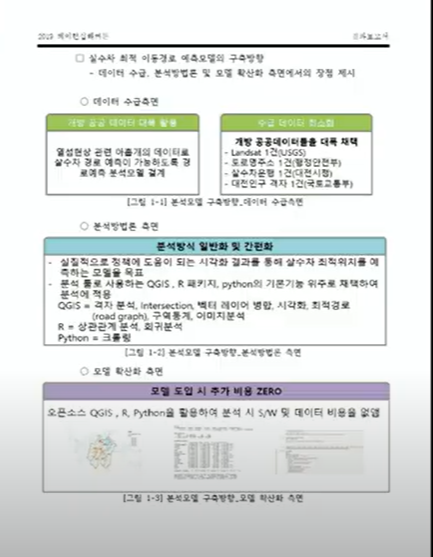 결과보고서
□ 살수차 최적 이동경로 예측모델의 구축방향
- 데이터 수급, 분석방법론 및 모델 확산화 측면에서의 장점 제시
○ 데이터 수급측면
개방 공공 데이터 대폭 활용
수급 데이터 최소화
열섬현상 관련 아홉개의 데이터로
살수차 경로 예측이 가능하도록 경
로예측 분석모델 설계
개방 공공데이터들을 대폭 채택
- Landsat 1건(USGS)
- 도로명주소 1건(행정안전부)
- 살수차운행 1건(대전시청)
- 대전인구 격자 1건(국토교통부)
[그림 1-1] 분석모델 구축방향_데이터 수급측면
○ 분석방법론 측면
분석방식 일반화 및 간편화
- 실질적으로 정책에 도움이 되는 시각화 결과를 통해 살수차 최적위치를 예
측하는 모델을 목표
- 분석 툴로 사용하는 QGIS , R 패키지, python의 기본기능 위주로 채택하여
분석에 적용
QGIS = 격자 분석, Intersection, 벡터 레이어 병합, 시각화, 최적경로
(road graph), 구역통계, 이미지분석
R = 상관관계 분석, 회귀분석
Python = 크롤링
[그림 1-2] 분석모델 구축방향_분석방법론 측면
○ 모델 확산화 측면
모델 도입 시 추가 비용 ZERO
오픈소스 QGIS , R, Python을 활용하여 분석 시 S/W 및 데이터 비용을 없앰
[그림 1-3] 분석모델 구축방향_모델 확산화 측면